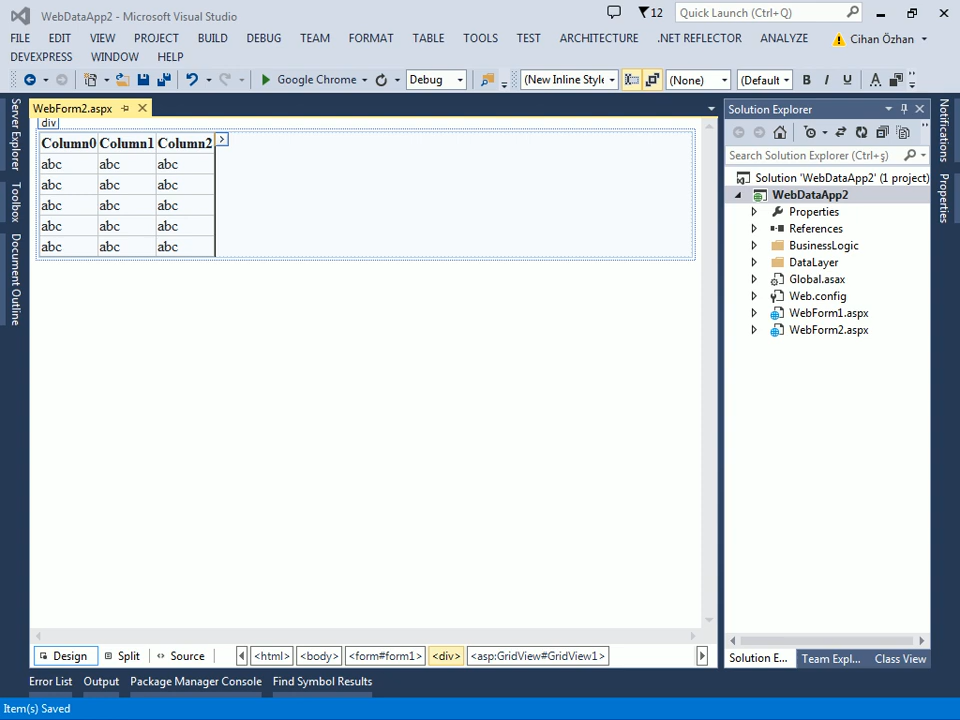 WebDataApp2 - Microsoft Visual Studio
12
Quick Launch (Ctrl+Q)
FILE EDIT VIEW PROJECT BUILD DEBUG TEAM FORMAT TABLE TOOLS TEST ARCHITECTURE .NET REFLECTOR ANALYZE
Cihan Özhan
DEVEXPRESS WINDOW HELP
Google Chrome
Debug
(New Inline Style
(None)
(Default
B I U A
Server Explorer
Toolbox
Document Outline
WebForm2.aspx
div
Column0 Column1 Column2
abc abc abc
abc abc abc
abc abc abc
abc abc abc
abc abc abc
Design
Split
Source
<html> <body> <form#form1> <div> <asp:GridView#GridView1>
Solution Explorer
Search Solution Explorer (Ctrl+ş)
Solution 'WebDataApp2' (1 project)
WebDataApp2
Properties
References
BusinessLogic
DataLayer
Global.asax
Web.config
WebForm1.aspx
WebForm2.aspx
Solution E... Team Expl... Class View
Notifications
Properties
Error List Output Package Manager Console Find Symbol Results
Item(s) Saved